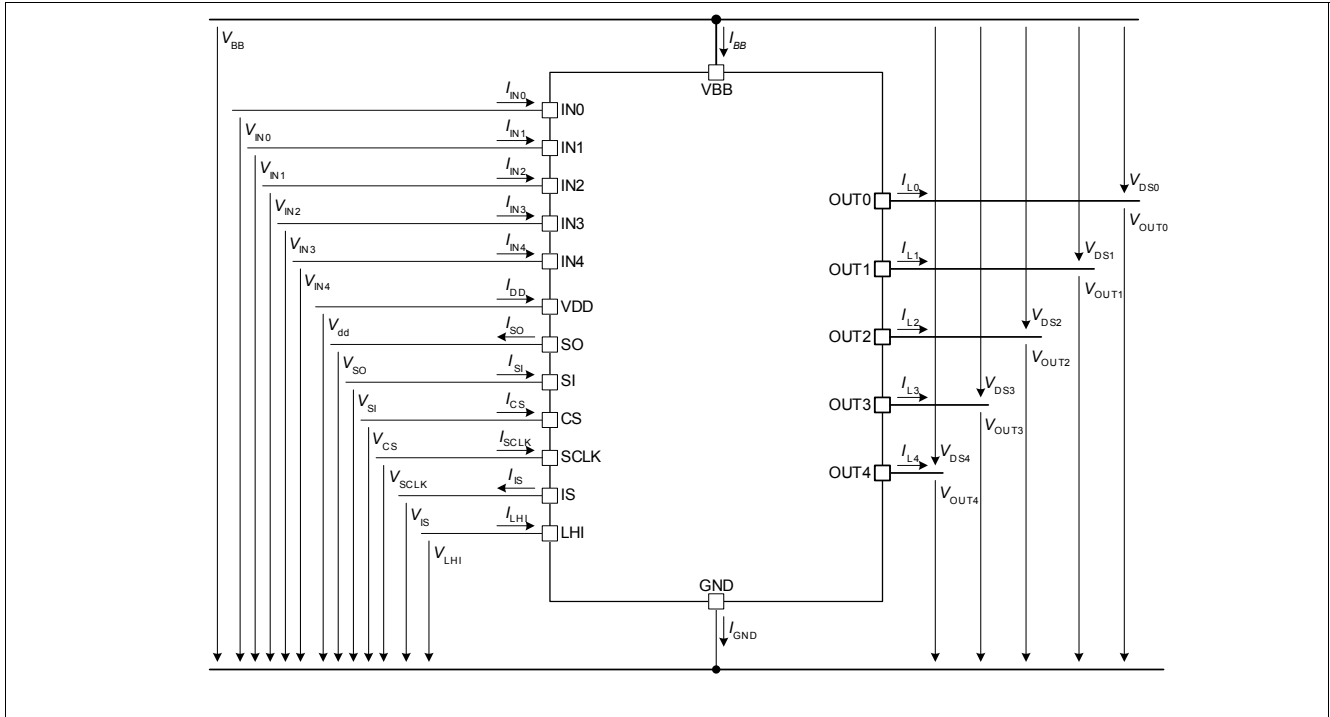 VBB
IBB
VBB
IIN0
IN0
VIN0
IIN1
IN1
VIN1
IIN2
IN2
VIN2
IIN3
IN3
VIN3
IIN4
IN4
VIN4
IDD
VDD
Vdd
ISO
SO
VSO
ISI
SI
VSI
ICS
CS
VCS
ISCLK
SCLK
VSCLK
IIS
IS
VIS
ILHI
LHI
VLHI
OUT0
IL0
VDS0
VOUT0
OUT1
IL1
VDS1
VOUT1
OUT2
IL2
VDS2
VOUT2
OUT3
IL3
VDS3
VOUT3
OUT4
IL4
VDS4
VOUT4
GND
IGND